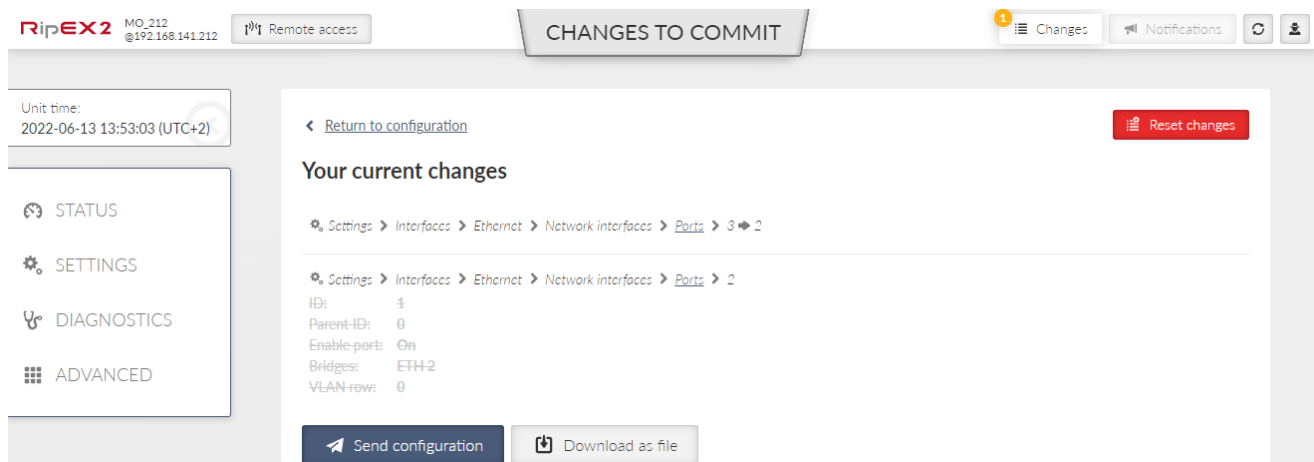 RipEX2 MO_212
@192.168.141.212
Remote access
CHANGES TO COMMIT
1
Changes
Notifications
Unit time:
2022-06-13 13:53:03 (UTC+2)
STATUS
SETTINGS
DIAGNOSTICS
ADVANCED
Return to configuration
Reset changes
Your current changes
Settings > Interfaces > Ethernet > Network interfaces > Ports > 3 → 2
Settings > Interfaces > Ethernet > Network interfaces > Ports > 2
ID: 1
Parent ID: 0
Enable port: On
Bridges: ETH 2
VLAN row: 0
Send configuration
Download as file